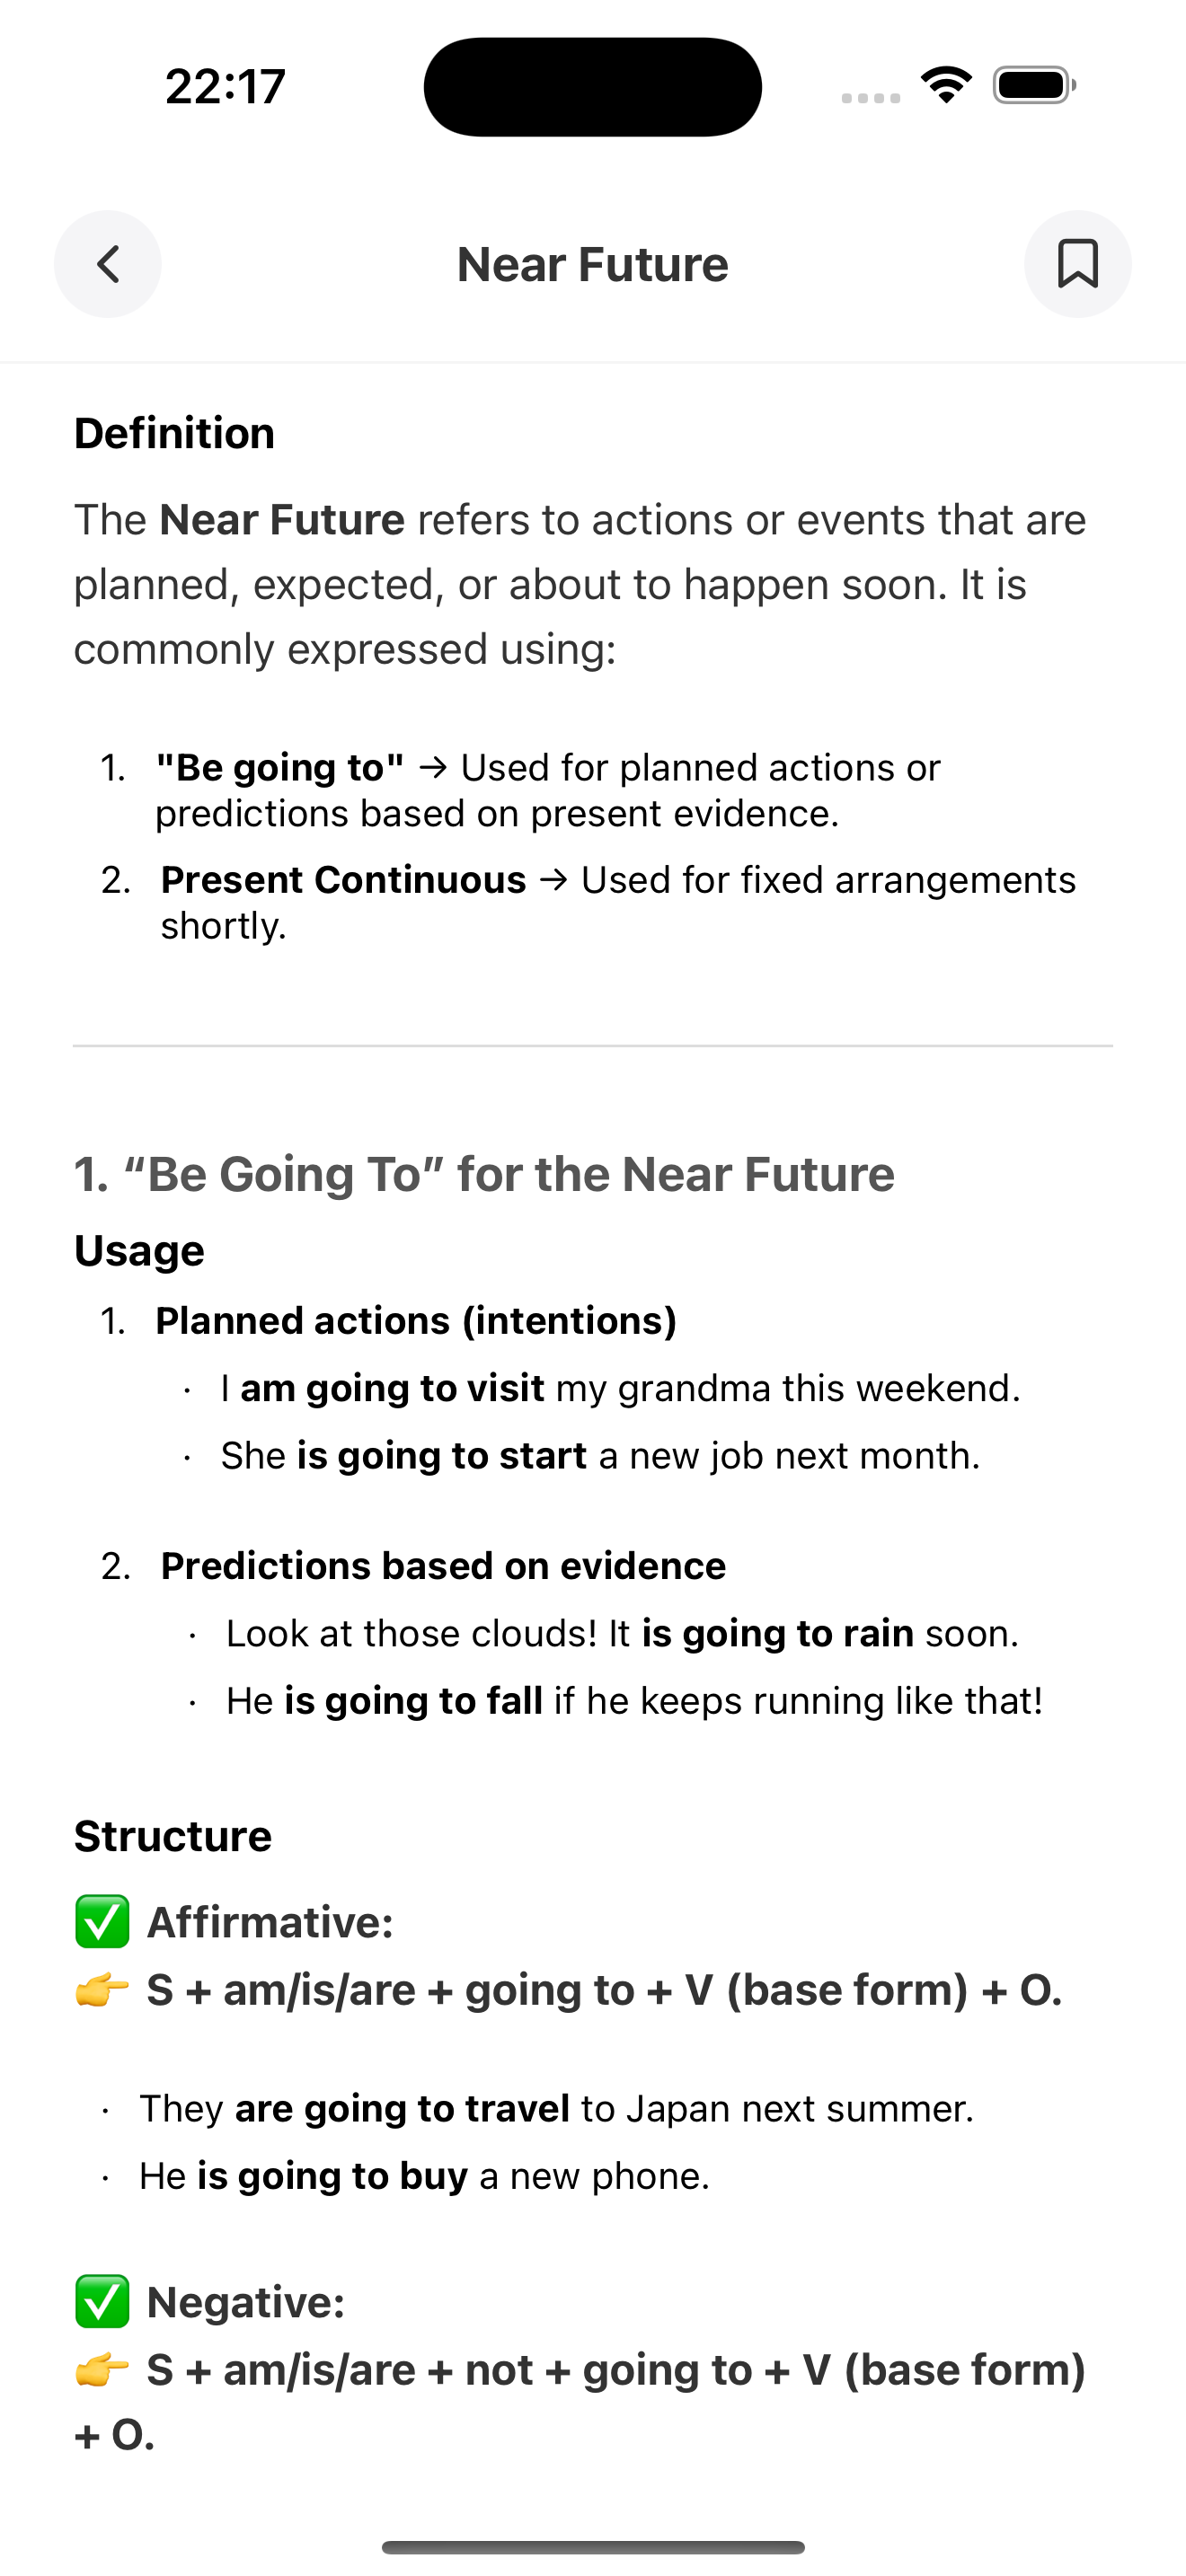 22:17
Near Future
Definition
The Near Future refers to actions or events that are
planned, expected, or about to happen soon. It is
commonly expressed using:
1. "Be going to" → Used for planned actions or
predictions based on present evidence.
2. Present Continuous → Used for fixed arrangements
shortly.
1. “Be Going To” for the Near Future
Usage
1. Planned actions (intentions)
· I am going to visit my grandma this weekend.
· She is going to start a new job next month.
2. Predictions based on evidence
· Look at those clouds! It is going to rain soon.
· He is going to fall if he keeps running like that!
Structure
✅ Affirmative:
👉 S + am/is/are + going to + V (base form) + O.
· They are going to travel to Japan next summer.
· He is going to buy a new phone.
✅ Negative:
👉 S + am/is/are + not + going to + V (base form)
+ O.